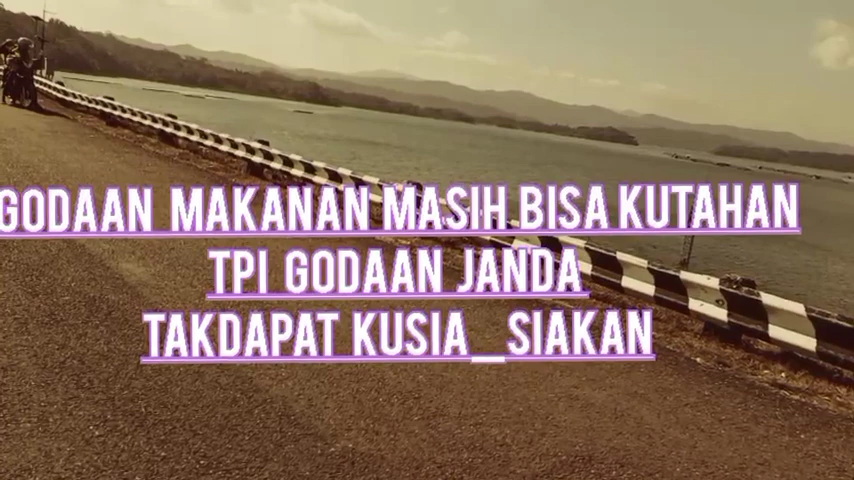 GODAAN MAKANAN MASIH BISA KUTAHAN
TPI GODAAN JANDA
TAKDAPAT KUSIA_SIAKAN